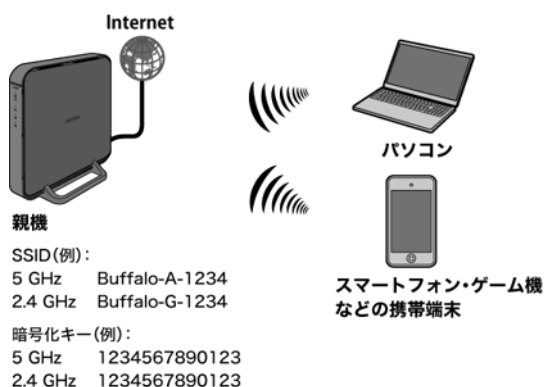 Internet
パソコン
親機
SSID(例):
5 GHz Buffalo-A-1234
2.4 GHz Buffalo-G-1234
暗号化キー(例):
5 GHz 1234567890123
2.4 GHz 1234567890123
スマートフォン・ゲーム機
などの携帯端末